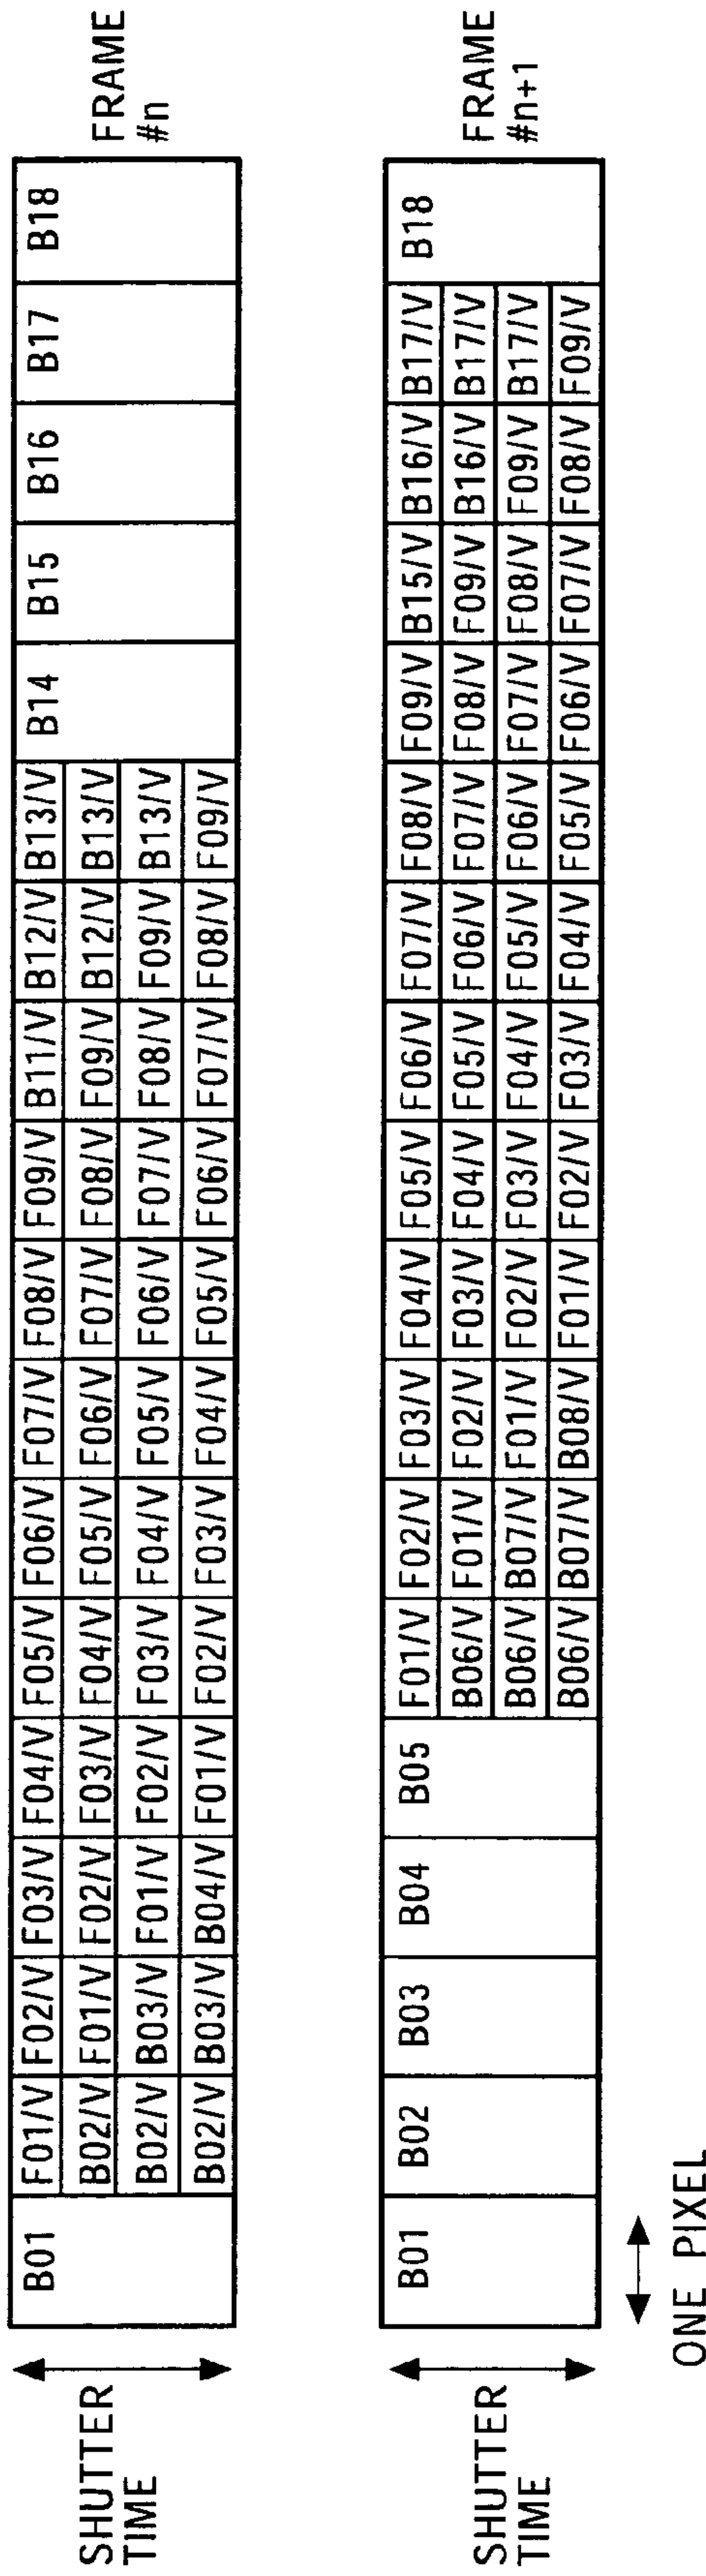 B01 F01/V F02/V F03/V F04/V F05/V F06/V F07/V F08/V F09/V B11/V B12/V B13/V B14 B15 B16 B17 B18
B02/V F01/V F02/V F03/V F04/V F05/V F06/V F07/V F08/V F09/V B12/V B13/V
B02/V B03/V F01/V F02/V F03/V F04/V F05/V F06/V F07/V F08/V F09/V B13/V
B02/V B03/V B04/V F01/V F02/V F03/V F04/V F05/V F06/V F07/V F08/V F09/V
SHUTTER
TIME
FRAME
#n
B01 B02 B03 B04 B05 F01/V F02/V F03/V F04/V F05/V F06/V F07/V F08/V F09/V B15/V B16/V B17/V B18
B06/V F01/V F02/V F03/V F04/V F05/V F06/V F07/V F08/V F09/V B16/V B17/V
B06/V B07/V F01/V F02/V F03/V F04/V F05/V F06/V F07/V F08/V F09/V B17/V
B06/V B07/V B08/V F01/V F02/V F03/V F04/V F05/V F06/V F07/V F08/V F09/V
SHUTTER
TIME
FRAME
#n+1
ONE PIXEL